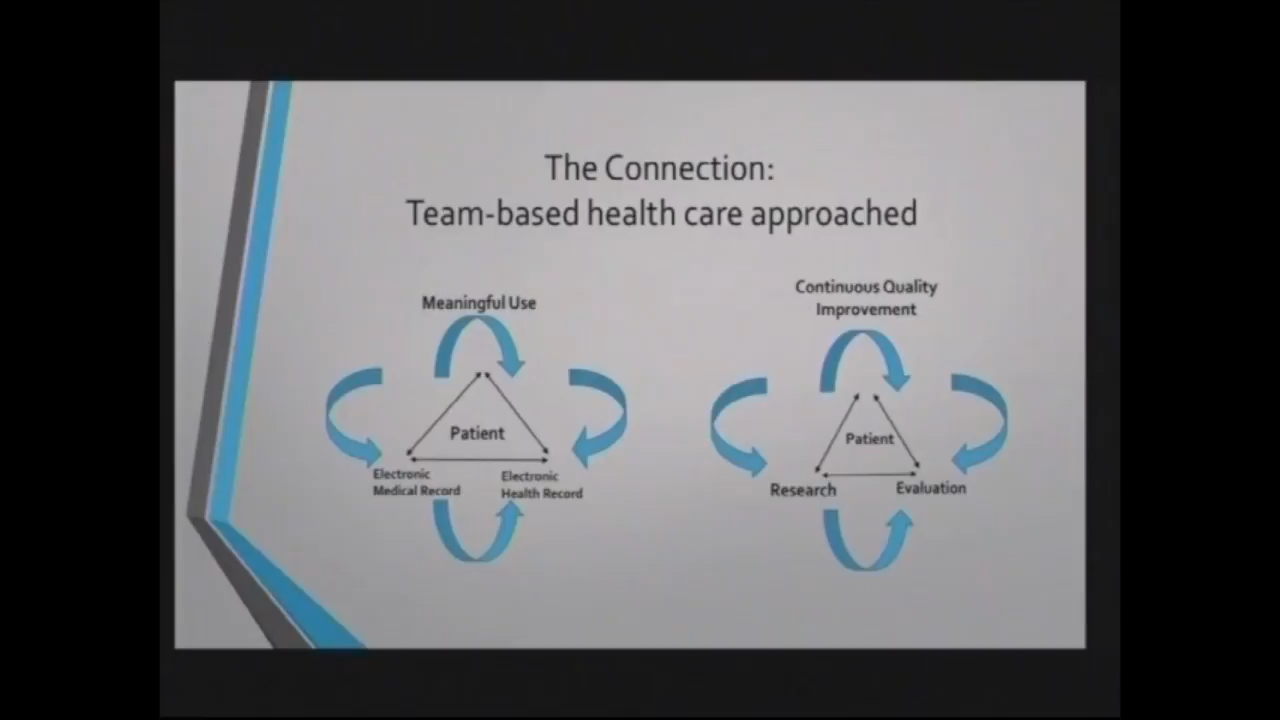 The Connection:
Team-based health care approached
Meaningful Use
Patient
Electronic
Medical Record
Electronic
Health Record
Continuous Quality
Improvement
Patient
Research
Evaluation